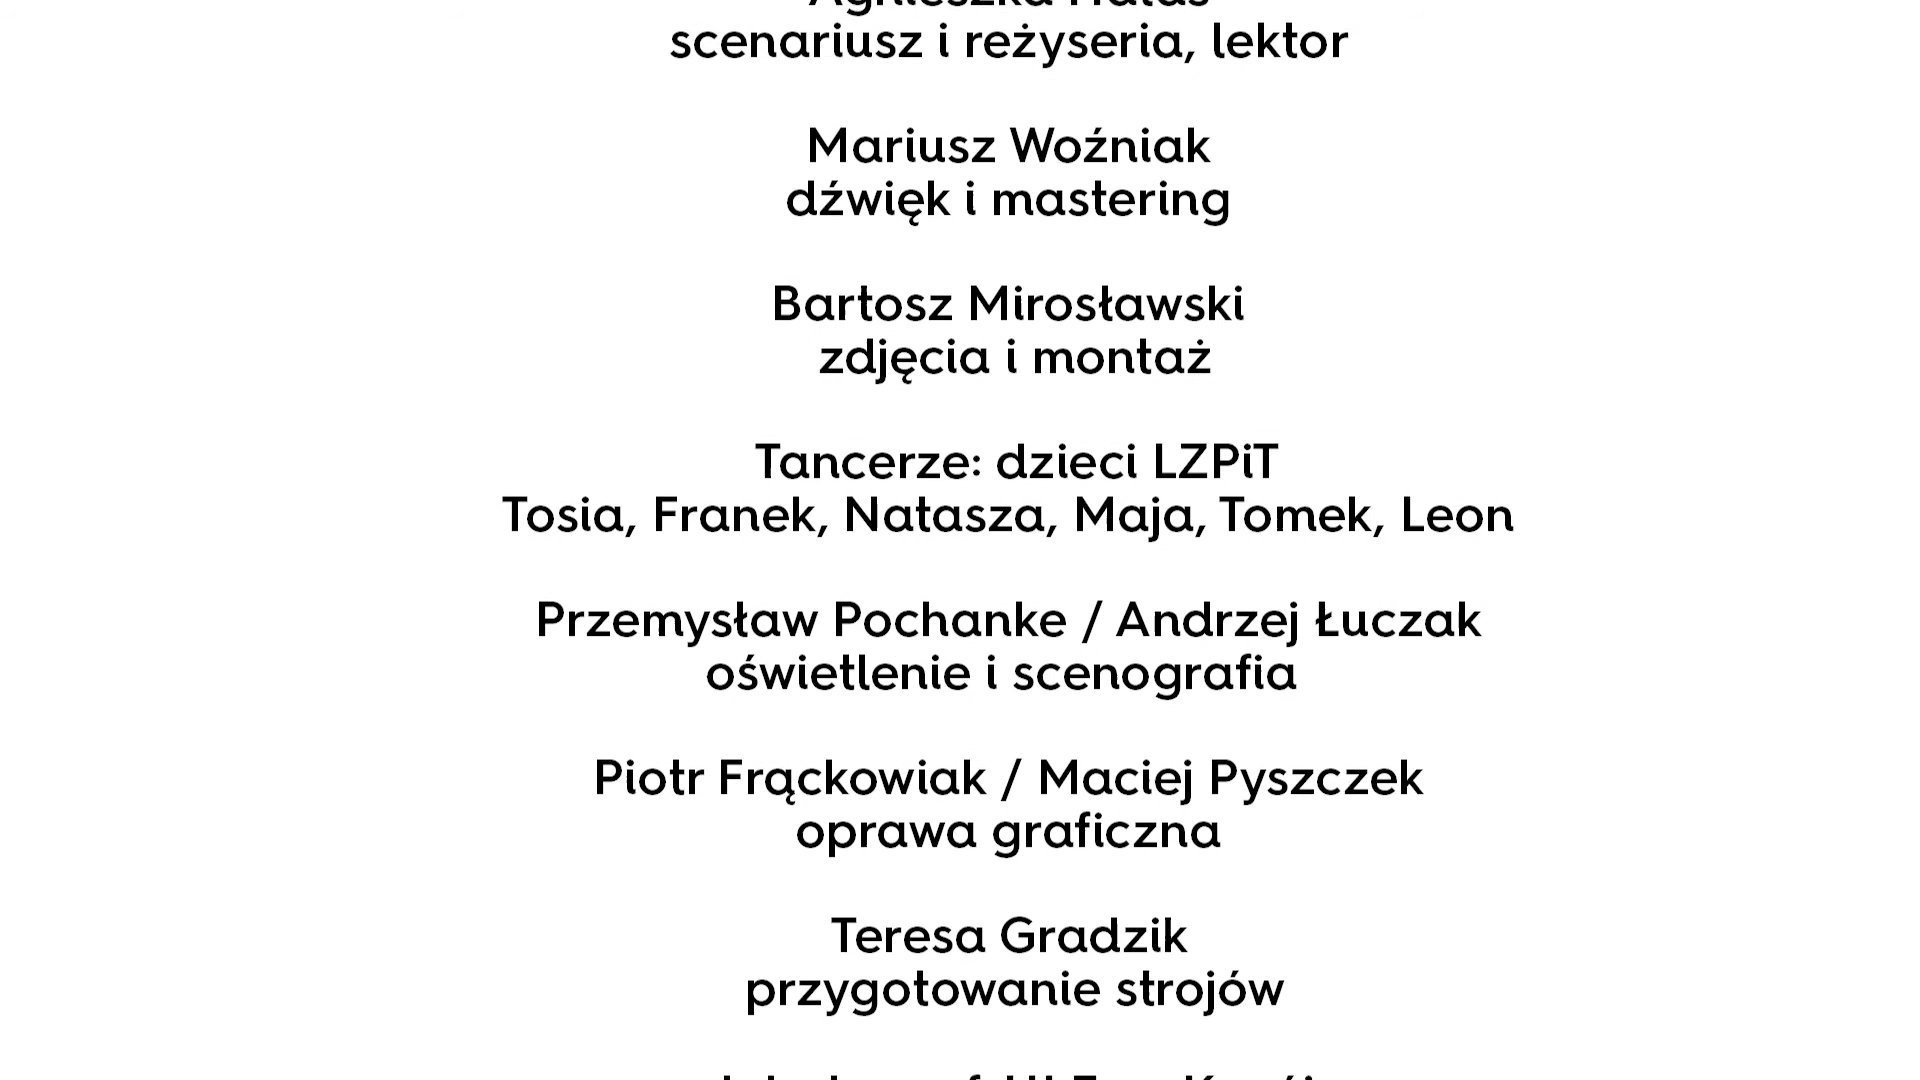 scenariusz i reżyseria, lektor
Mariusz Woźniak
dźwięk i mastering
Bartosz Mirosławski
zdjęcia i montaż
Tancerze: dzieci LZPiT
Tosia, Franek, Natasza, Maja, Tomek, Leon
Przemysław Pochanke / Andrzej Łuczak
oświetlenie i scenografia
Piotr Frąckowiak / Maciej Pyszczek
oprawa graficzna
Teresa Gradzik
przygotowanie strojów